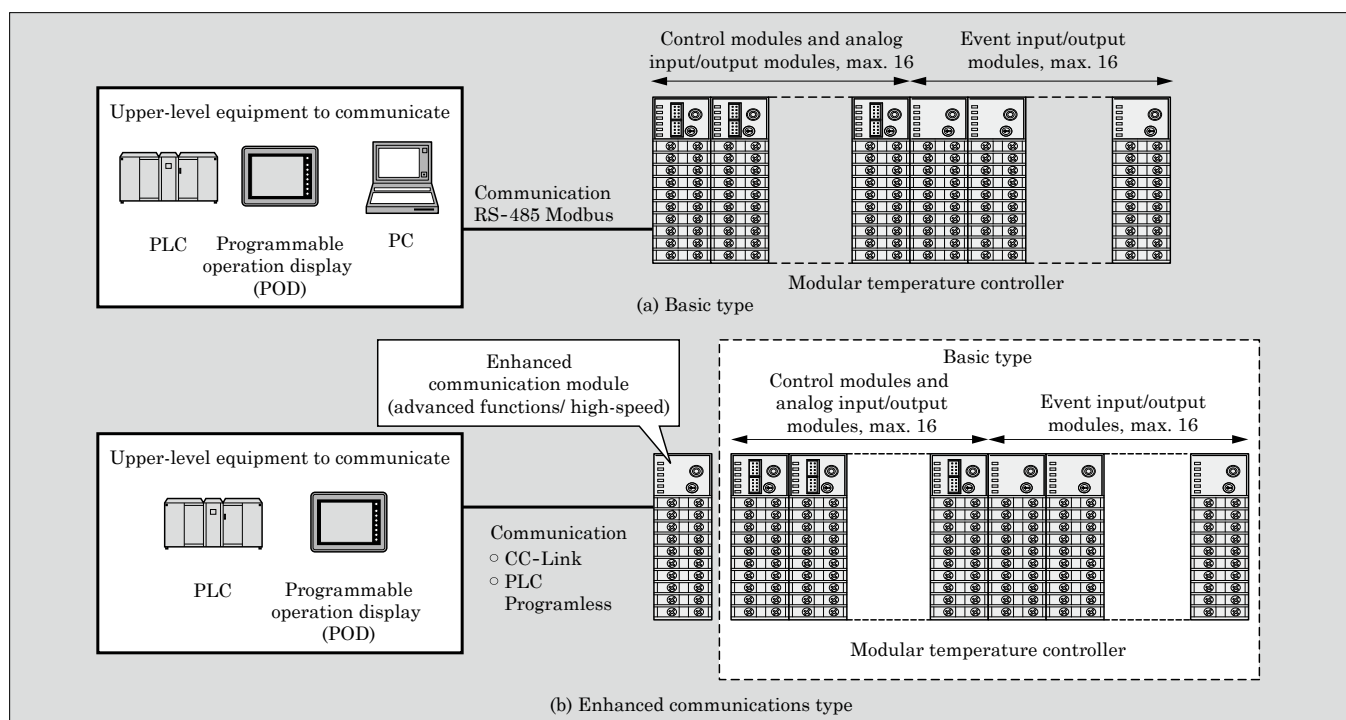 Control modules and analog
input/output modules, max. 16
Event input/output
modules, max. 16
Upper-level equipment to communicate
PLC
Programmable
operation display
(POD)
PC
Communication
RS-485 Modbus
Modular temperature controller
(a) Basic type
Enhanced
communication module
(advanced functions/ high-speed)
Basic type
Control modules and
analog input/output
modules, max. 16
Event input/output
modules, max. 16
Upper-level equipment to communicate
PLC
Programmable
operation display
(POD)
Communication
○ CC-Link
○ PLC
Programless
Modular temperature controller
(b) Enhanced communications type